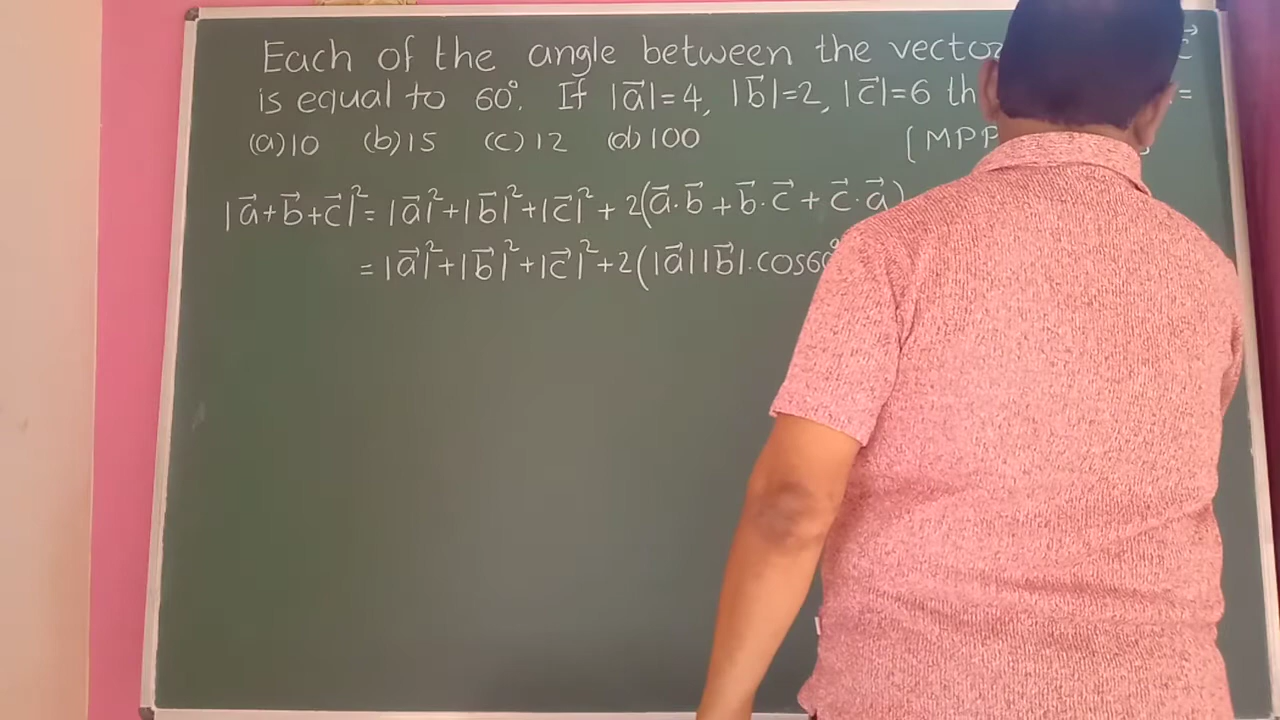 Each of the angle between the vector c⃗
is equal to 60°. If |a⃗|=4, |b⃗|=2, |c⃗|=6 th =
(a)10 (b)15 (c)12 (d)100 [MPP ]
|a⃗+b⃗+c⃗|²=|a⃗|²+|b⃗|²+|c⃗|²+2(a⃗.b⃗+b⃗.c⃗+c⃗.a⃗)
=|a⃗|²+|b⃗|²+|c⃗|²+2(|a⃗||b⃗|.cos60°